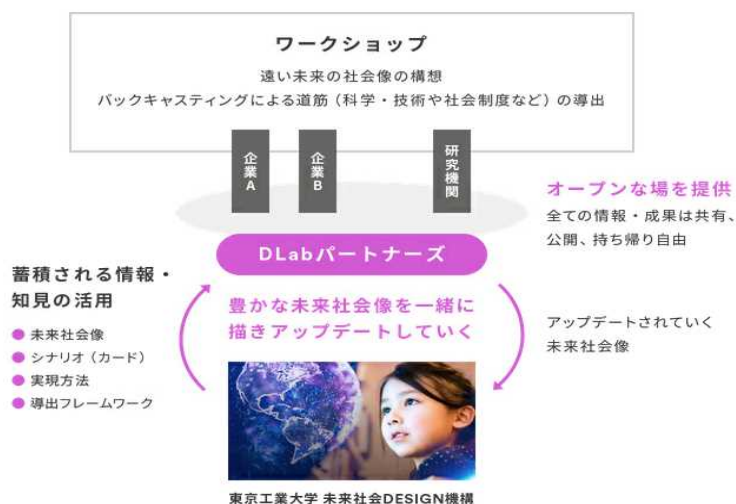 ワークショップ
遠い未来の社会像の構想
バックキャスティングによる道筋（科学・技術や社会制度など）の導出
企業A
企業B
研究機関
オープンな場を提供
全ての情報・成果は共有、
公開、持ち帰り自由
DLabパートナーズ
蓄積される情報・
知見の活用
未来社会像
シナリオ（カード）
実現方法
導出フレームワーク
豊かな未来社会像を一緒に
描きアップデートしていく
アップデートされていく
未来社会像
東京工業大学 未来社会DESIGN機構